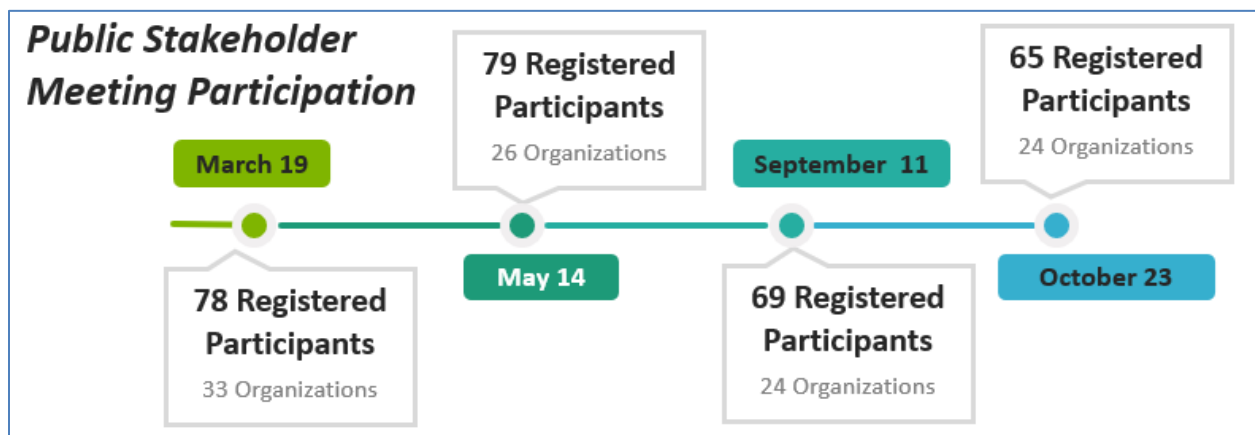 Public Stakeholder
Meeting Participation
March 19
78 Registered
Participants
33 Organizations
79 Registered
Participants
26 Organizations
May 14
September 11
69 Registered
Participants
24 Organizations
65 Registered
Participants
24 Organizations
October 23